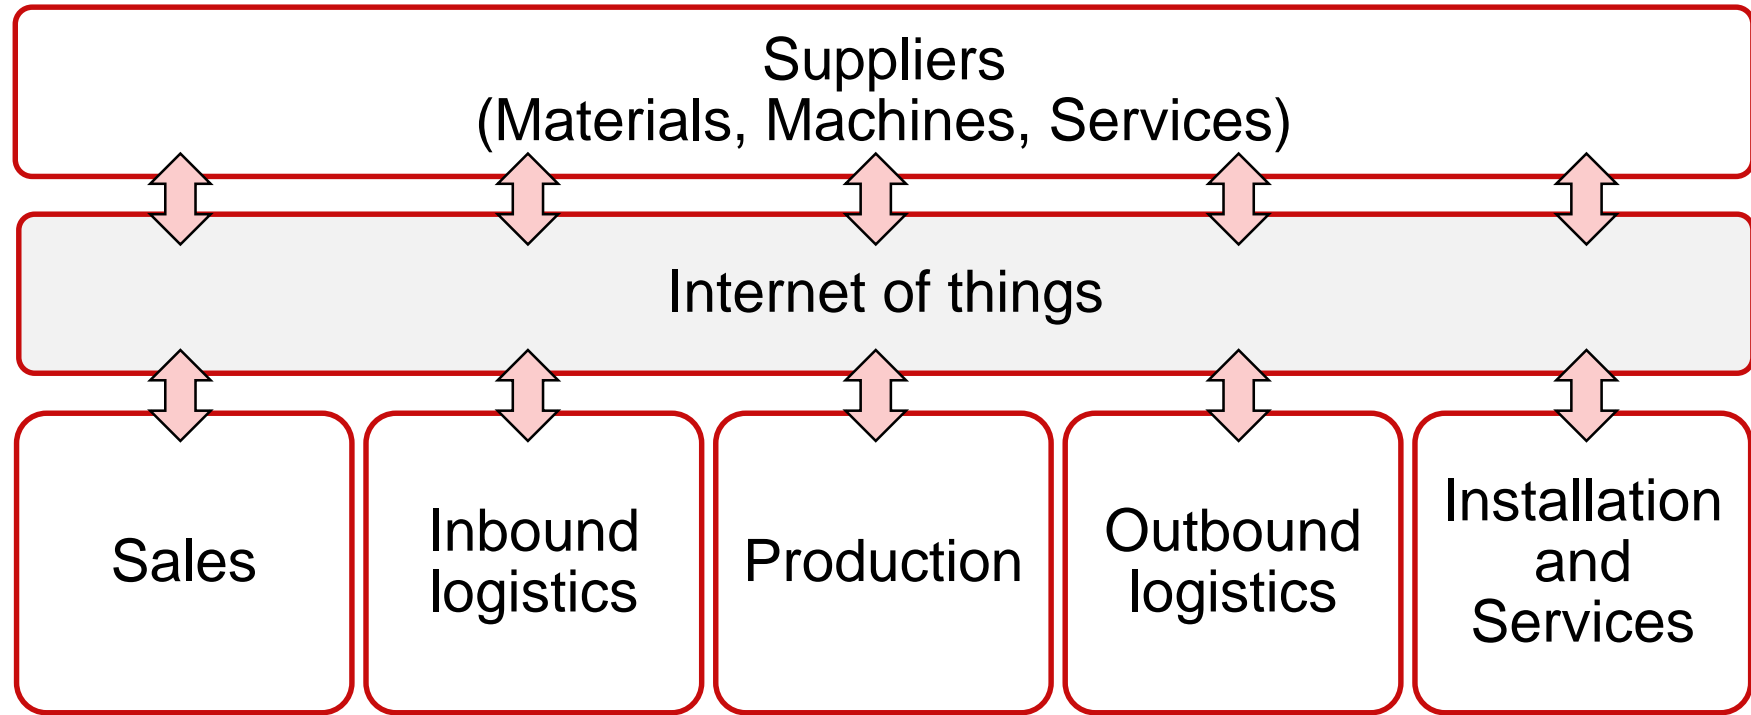 Suppliers
(Materials, Machines, Services)
Internet of things
Sales
Inbound
logistics
Production
Outbound
logistics
Installation
and
Services